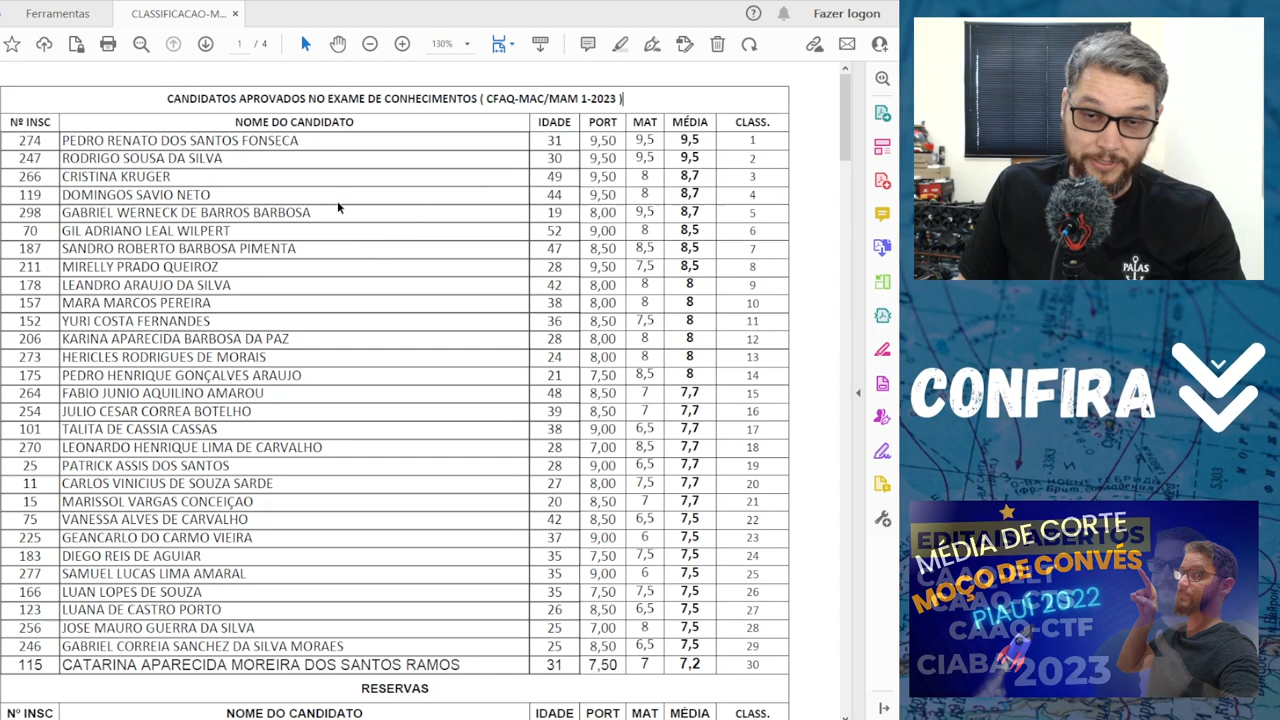 Ferramentas CLASSIFICACAO-M... × Fazer logon
1 / 4 130%
CANDIDATOS APROVADOS NO EXAME DE CONHECIMENTOS ( CFAQ-MAC/MAM 1-2023 )
Nº INSC NOME DO CANDIDATO IDADE PORT MAT MÉDIA CLASS.
274 PEDRO RENATO DOS SANTOS FONSECA 31 9,50 9,5 9,5 1
247 RODRIGO SOUSA DA SILVA 30 9,50 9,5 9,5 2
266 CRISTINA KRUGER 49 9,50 8 8,7 3
119 DOMINGOS SAVIO NETO 44 9,50 8 8,7 4
298 GABRIEL WERNECK DE BARROS BARBOSA 19 8,00 9,5 8,7 5
70 GIL ADRIANO LEAL WILPERT 52 9,00 8 8,5 6
187 SANDRO ROBERTO BARBOSA PIMENTA 47 8,50 8,5 8,5 7
211 MIRELLY PRADO QUEIROZ 28 9,50 7,5 8,5 8
178 LEANDRO ARAUJO DA SILVA 42 8,00 8 8 9
157 MARA MARCOS PEREIRA 38 8,00 8 8 10
152 YURI COSTA FERNANDES 36 8,50 7,5 8 11
206 KARINA APARECIDA BARBOSA DA PAZ 28 8,00 8 8 12
273 HERICLES RODRIGUES DE MORAIS 24 8,00 8 8 13
175 PEDRO HENRIQUE GONÇALVES ARAUJO 21 7,50 8,5 8 14
264 FABIO JUNIO AQUILINO AMAROU 48 8,50 7 7,7 15
254 JULIO CESAR CORREA BOTELHO 39 8,50 7 7,7 16
101 TALITA DE CASSIA CASSAS 38 9,00 6,5 7,7 17
270 LEONARDO HENRIQUE LIMA DE CARVALHO 28 7,00 8,5 7,7 18
25 PATRICK ASSIS DOS SANTOS 28 9,00 6,5 7,7 19
11 CARLOS VINICIUS DE SOUZA SARDE 27 8,00 7,5 7,7 20
15 MARISSOL VARGAS CONCEIÇAO 20 8,50 7 7,7 21
75 VANESSA ALVES DE CARVALHO 42 8,50 6,5 7,5 22
225 GEANCARLO DO CARMO VIEIRA 37 9,00 6 7,5 23
183 DIEGO REIS DE AGUIAR 35 7,50 7,5 7,5 24
277 SAMUEL LUCAS LIMA AMARAL 35 9,00 6 7,5 25
166 LUAN LOPES DE SOUZA 35 7,50 7,5 7,5 26
123 LUANA DE CASTRO PORTO 26 8,50 6,5 7,5 27
256 JOSE MAURO GUERRA DA SILVA 25 7,00 8 7,5 28
246 GABRIEL CORREIA SANCHEZ DA SILVA MORAES 25 8,50 6,5 7,5 29
115 CATARINA APARECIDA MOREIRA DOS SANTOS RAMOS 31 7,50 7 7,2 30
RESERVAS
Nº INSC NOME DO CANDIDATO IDADE PORT MAT MÉDIA CLASS.
PALAS
CONFIRA
EDITAIS ABERTOS
MÉDIA DE CORTE
MOÇO DE CONVÉS
PIAUÍ 2022
CAAQ-CTF
CIABA
2023